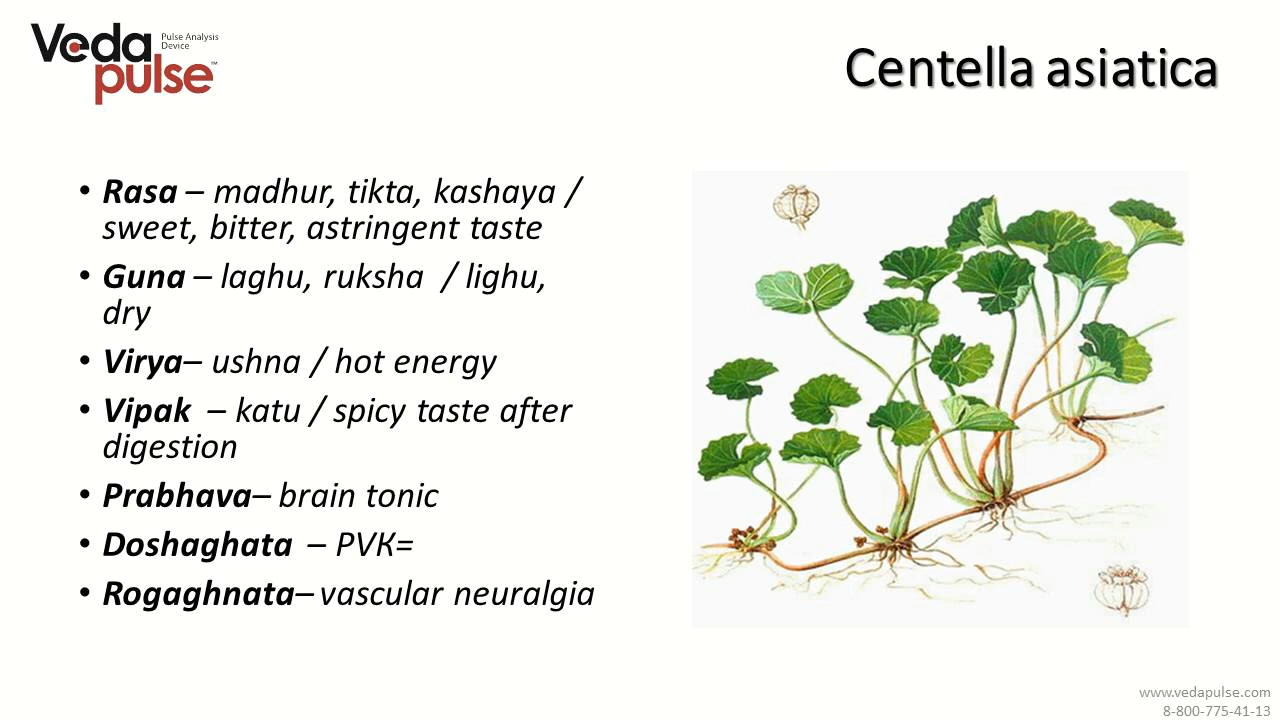 Veda
pulse™
Pulse Analysis
Device
Centella asiatica
• Rasa – madhur, tikta, kashaya /
sweet, bitter, astringent taste
• Guna – laghu, ruksha / lighu,
dry
• Virya– ushna / hot energy
• Vipak – katu / spicy taste after
digestion
• Prabhava– brain tonic
• Doshaghata – PVK=
• Rogaghnata– vascular neuralgia
www.vedapulse.com
8-800-775-41-13